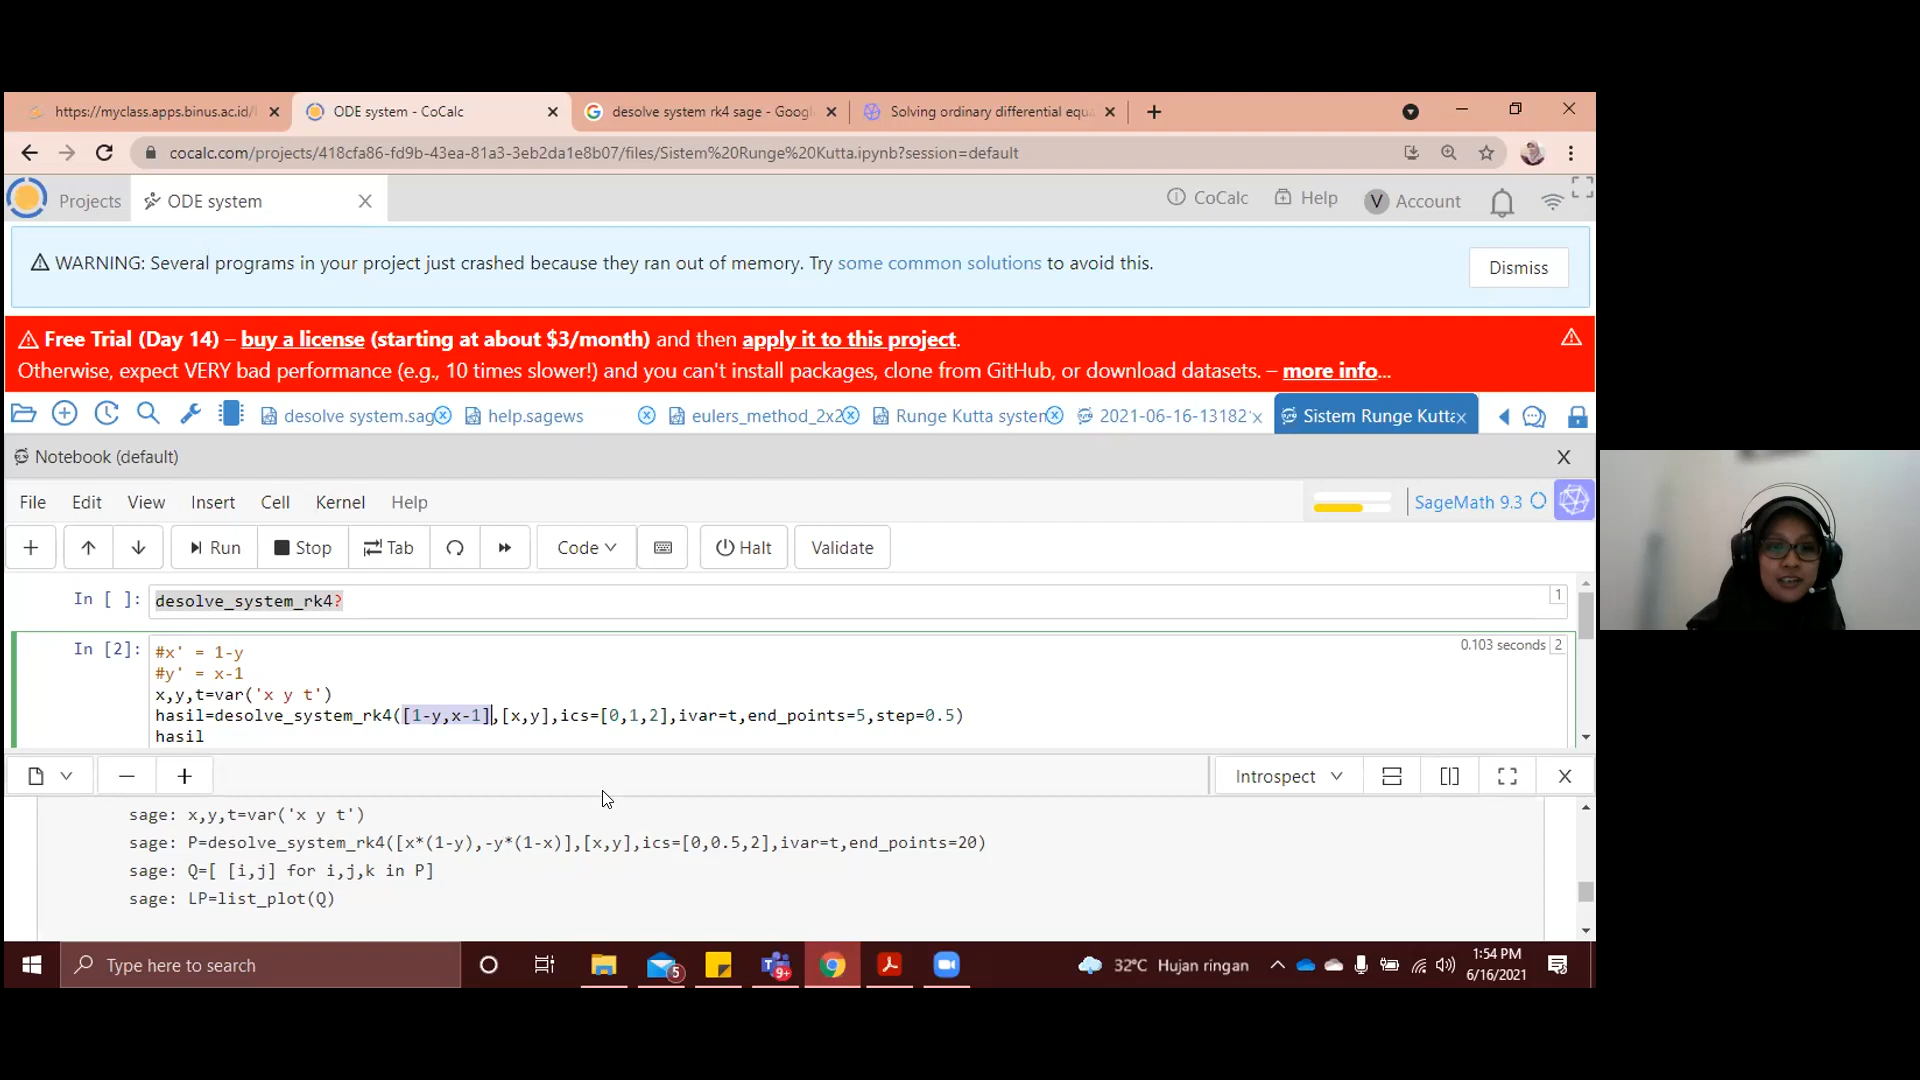 https://myclass.apps.binus.ac.id/
ODE system - CoCalc
desolve system rk4 sage - Googl
Solving ordinary differential equ
cocalc.com/projects/418cfa86-fd9b-43ea-81a3-3eb2da1e8b07/files/Sistem%20Runge%20Kutta.ipynb?session=default
Projects
ODE system
CoCalc
Help
V Account
WARNING: Several programs in your project just crashed because they ran out of memory. Try some common solutions to avoid this.
Dismiss
Free Trial (Day 14) – buy a license (starting at about $3/month) and then apply it to this project.
Otherwise, expect VERY bad performance (e.g., 10 times slower!) and you can't install packages, clone from GitHub, or download datasets. – more info...
desolve system.sag
help.sagews
eulers_method_2x2
Runge Kutta system
2021-06-16-13182
Sistem Runge Kutta
Notebook (default)
File Edit View Insert Cell Kernel Help
SageMath 9.3
Run Stop Tab Code Halt Validate
In [ ]: desolve_system_rk4?
1
In [2]: #x' = 1-y
0.103 seconds 2
#y' = x-1
x,y,t=var('x y t')
hasil=desolve_system_rk4([1-y,x-1],[x,y],ics=[0,1,2],ivar=t,end_points=5,step=0.5)
hasil
Introspect
sage: x,y,t=var('x y t')
sage: P=desolve_system_rk4([x*(1-y),-y*(1-x)],[x,y],ics=[0,0.5,2],ivar=t,end_points=20)
sage: Q=[ [i,j] for i,j,k in P]
sage: LP=list_plot(Q)
Type here to search
5
9+
32°C Hujan ringan
1:54 PM
6/16/2021